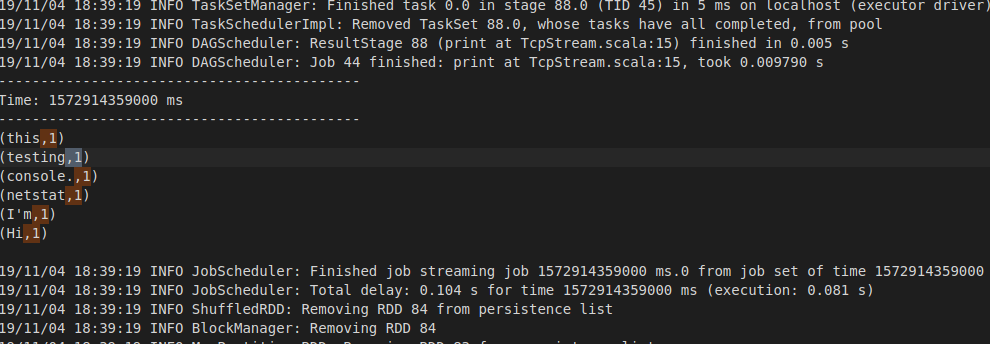 19/11/04 18:39:19 INFO TaskSetManager: Finished task 0.0 in stage 88.0 (TID 45) in 5 ms on localhost (executor driver)
19/11/04 18:39:19 INFO TaskSchedulerImpl: Removed TaskSet 88.0, whose tasks have all completed, from pool
19/11/04 18:39:19 INFO DAGScheduler: ResultStage 88 (print at TcpStream.scala:15) finished in 0.005 s
19/11/04 18:39:19 INFO DAGScheduler: Job 44 finished: print at TcpStream.scala:15, took 0.009790 s
-------------------------------------------
Time: 1572914359000 ms
-------------------------------------------
(this,1)
(testing,1)
(console.,1)
(netstat,1)
(I'm,1)
(Hi,1)
19/11/04 18:39:19 INFO JobScheduler: Finished job streaming job 1572914359000 ms.0 from job set of time 1572914359000
19/11/04 18:39:19 INFO JobScheduler: Total delay: 0.104 s for time 1572914359000 ms (execution: 0.081 s)
19/11/04 18:39:19 INFO ShuffledRDD: Removing RDD 84 from persistence list
19/11/04 18:39:19 INFO BlockManager: Removing RDD 84